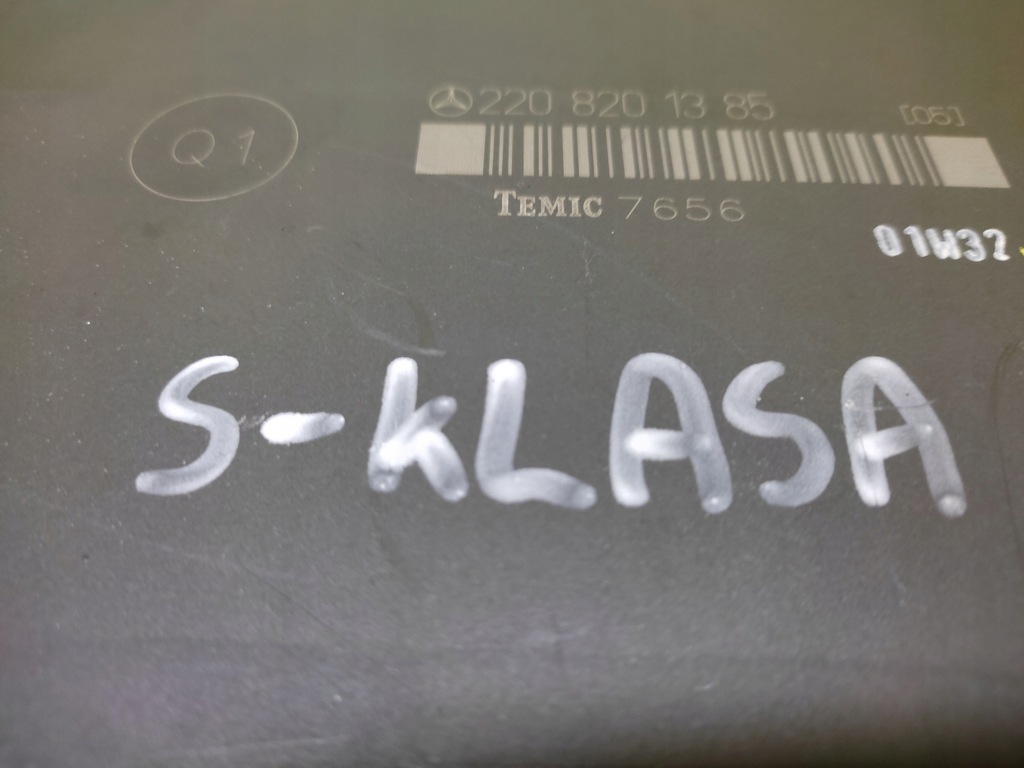 Q1
220 820 13 85 [05]
TEMIC 7656
01W32
S-KLASA